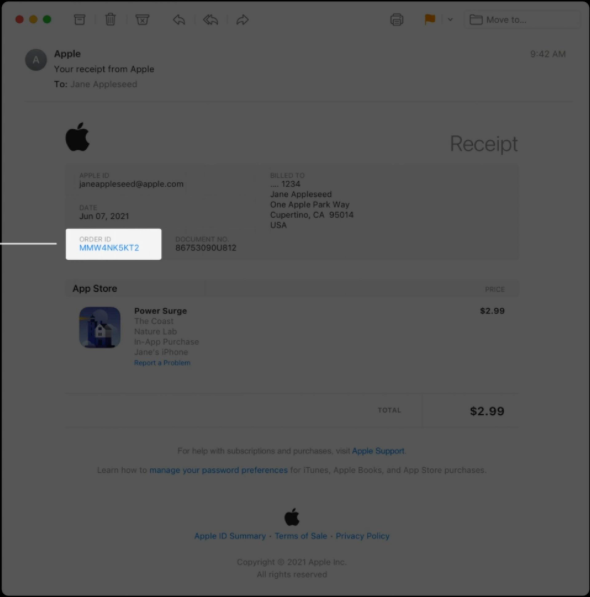 Move to...
A
Apple
9:42 AM
Your receipt from Apple
To: Jane Appleseed
Receipt
APPLE ID
janeappleseed@apple.com
BILLED TO
.... 1234
Jane Appleseed
One Apple Park Way
Cupertino, CA 95014
USA
DATE
Jun 07, 2021
ORDER ID
MMW4NK5KT2
DOCUMENT NO.
86753090U812
App Store
PRICE
Power Surge
$2.99
The Coast
Nature Lab
In-App Purchase
Jane's iPhone
Report a Problem
TOTAL
$2.99
For help with subscriptions and purchases, visit Apple Support.
Learn how to manage your password preferences for iTunes, Apple Books, and App Store purchases.
Apple ID Summary - Terms of Sale - Privacy Policy
Copyright © 2021 Apple Inc.
All rights reserved